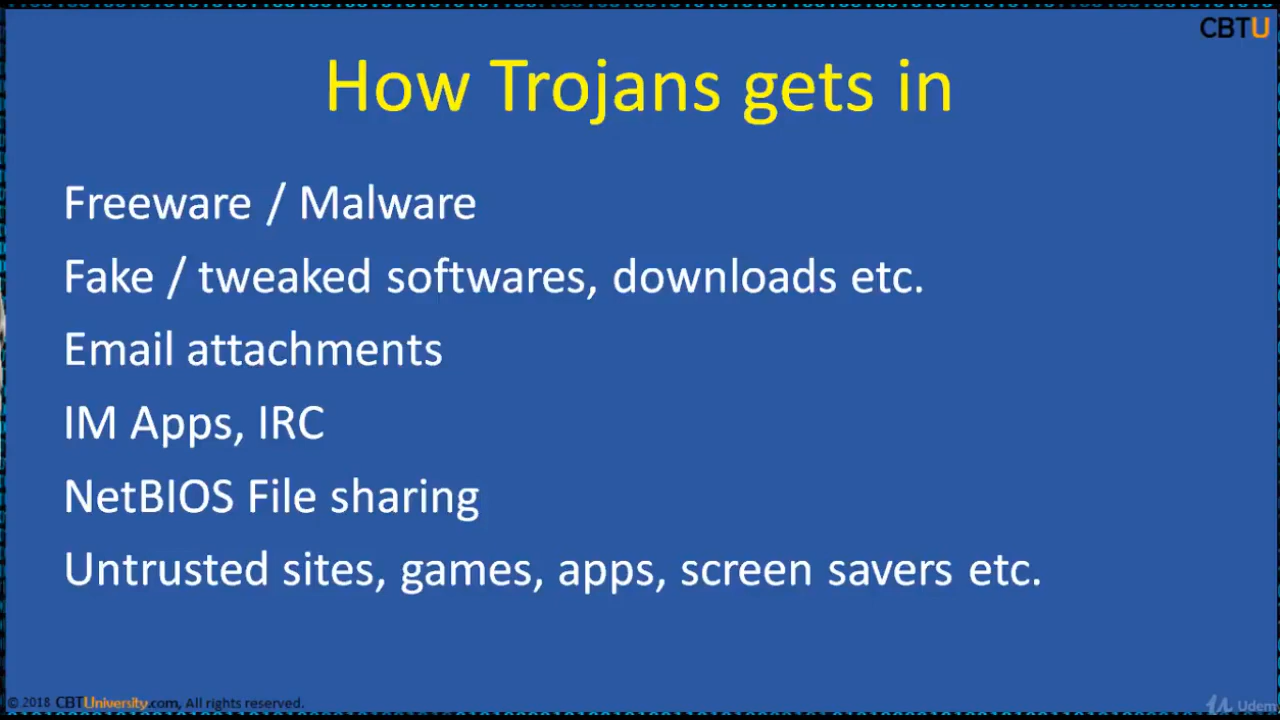 CBTU
How Trojans gets in
Freeware / Malware
Fake / tweaked softwares, downloads etc.
Email attachments
IM Apps, IRC
NetBIOS File sharing
Untrusted sites, games, apps, screen savers etc.
© 2018 CBTUniversity.com, All rights reserved.